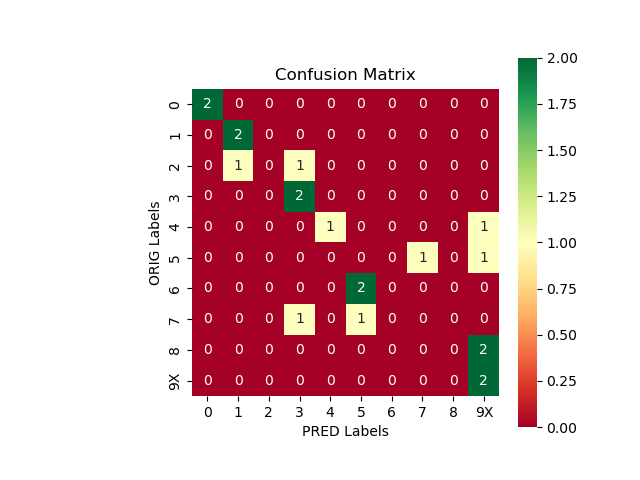 Confusion Matrix
0 2 0 0 0 0 0 0 0 0 0
1 0 2 0 0 0 0 0 0 0 0
2 0 1 0 1 0 0 0 0 0 0
3 0 0 0 2 0 0 0 0 0 0
4 0 0 0 0 1 0 0 0 0 1
5 0 0 0 0 0 0 0 1 0 1
6 0 0 0 0 0 2 0 0 0 0
7 0 0 0 1 0 1 0 0 0 0
8 0 0 0 0 0 0 0 0 0 2
9X 0 0 0 0 0 0 0 0 0 2
0 1 2 3 4 5 6 7 8 9X
ORIG Labels
PRED Labels
2.00
1.75
1.50
1.25
1.00
0.75
0.50
0.25
0.00